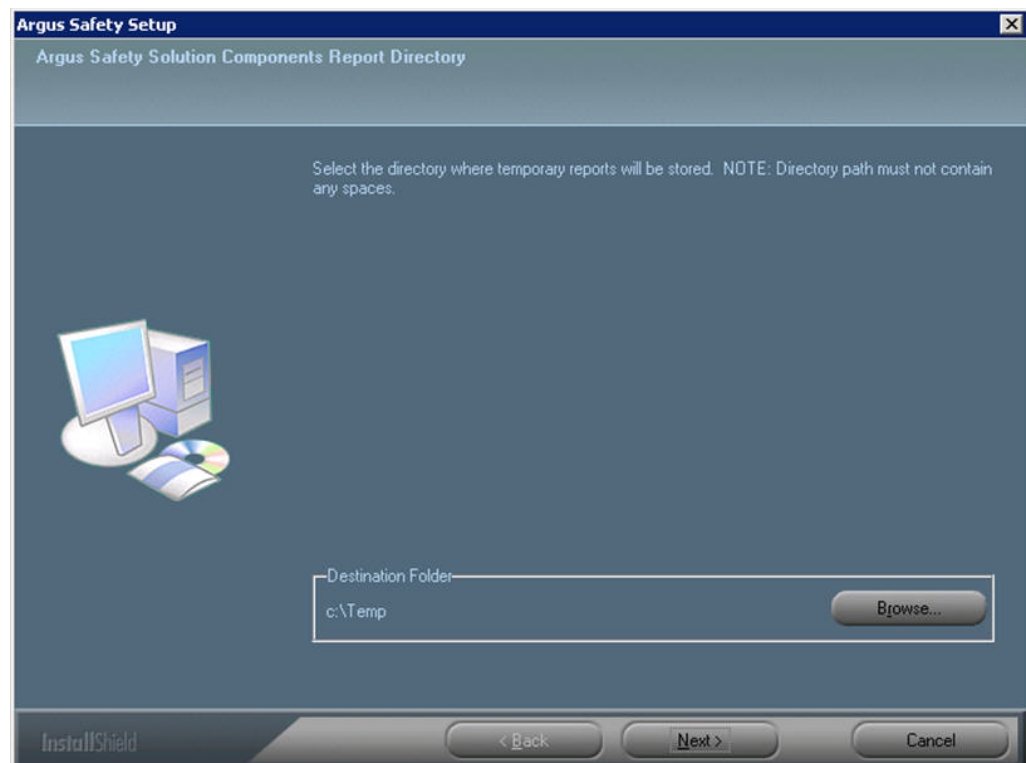 Argus Safety Setup
Argus Safety Solution Components Report Directory
Select the directory where temporary reports will be stored. NOTE: Directory path must not contain
any spaces.
Destination Folder
c:\Temp
Browse...
InstallShield
< Back
Next >
Cancel